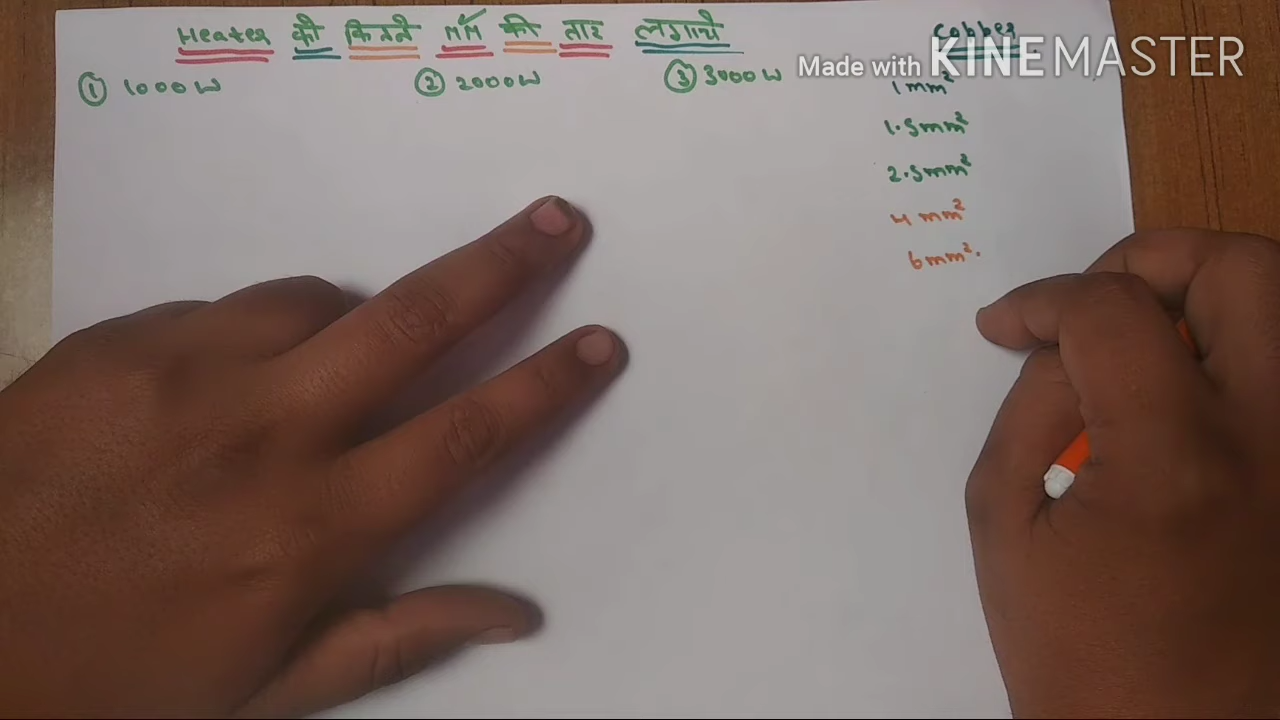 Heater को कितने MM की तार लगाये
Copper
Made with KINEMASTER
① 1000W ② 2000W ③ 3000W
1mm²
1.5mm²
2.5mm²
4mm²
6mm².